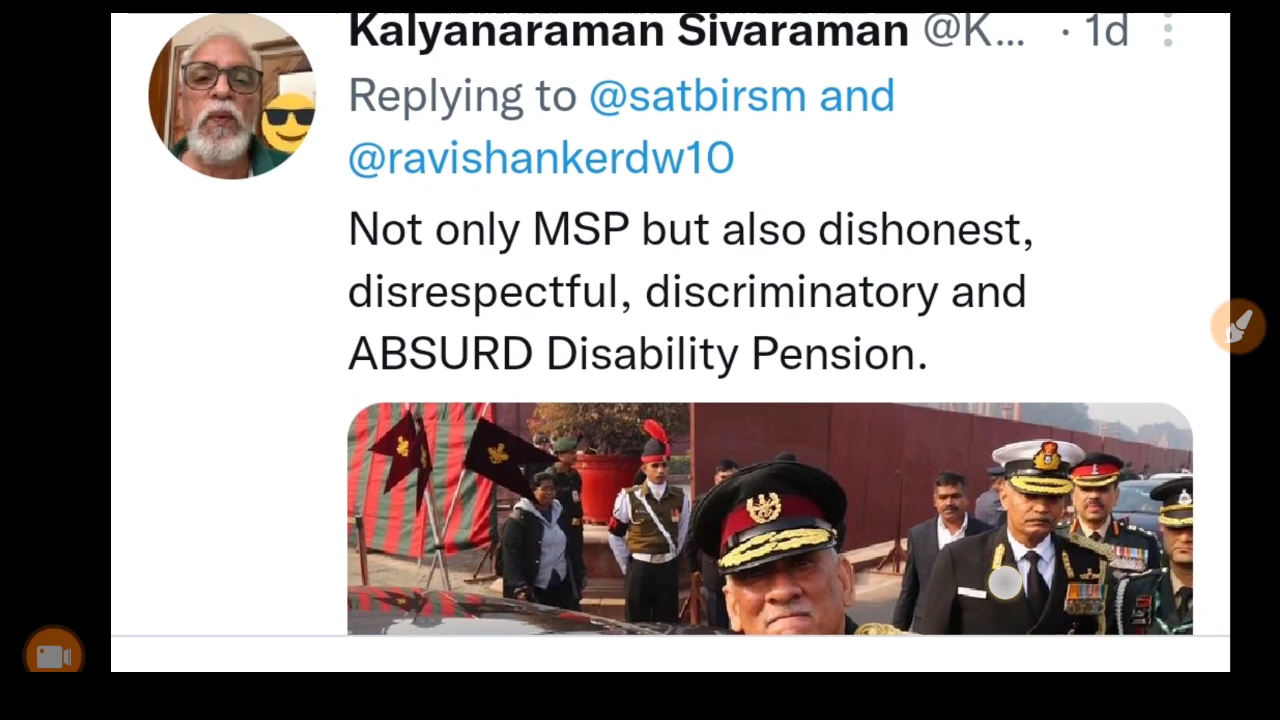 Kalyanaraman Sivaraman @K... · 1d
Replying to @satbirsm and
@ravishankerdw10
Not only MSP but also dishonest,
disrespectful, discriminatory and
ABSURD Disability Pension.